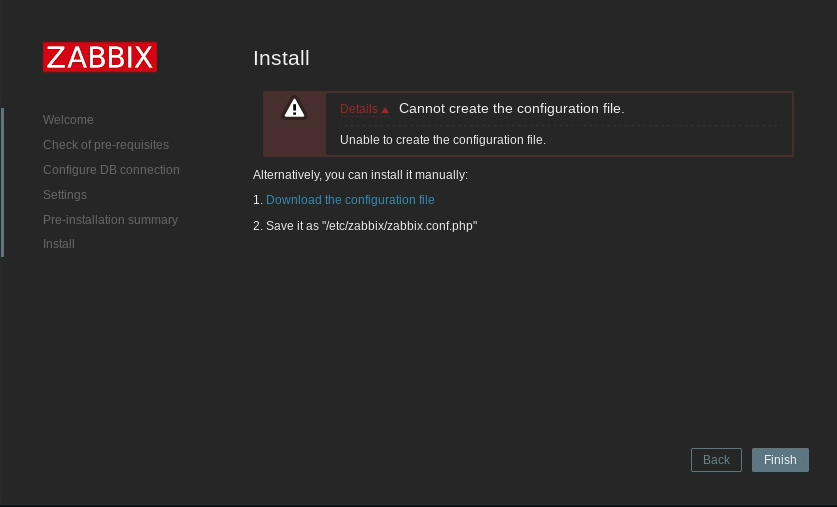 ZABBIX
Welcome
Check of pre-requisites
Configure DB connection
Settings
Pre-installation summary
Install
Install
Details Cannot create the configuration file.
Unable to create the configuration file.
Alternatively, you can install it manually:
1. Download the configuration file
2. Save it as "/etc/zabbix/zabbix.conf.php"
Back Finish